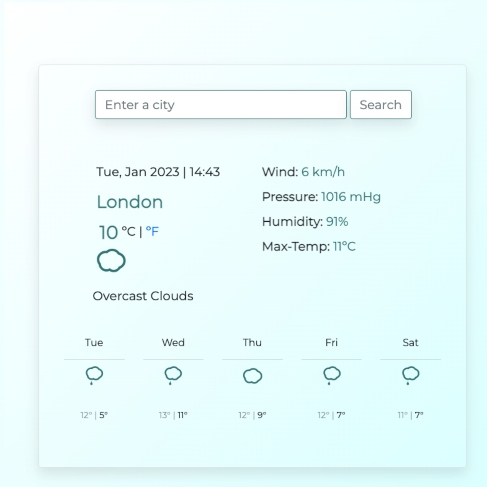 Enter a city
Search
Tue, Jan 2023 | 14:43
London
10 °C | °F
Overcast Clouds
Wind: 6 km/h
Pressure: 1016 mHg
Humidity: 91%
Max-Temp: 11°C
Tue Wed Thu Fri Sat
12° | 5° 13° | 11° 12° | 9° 12° | 7° 11° | 7°